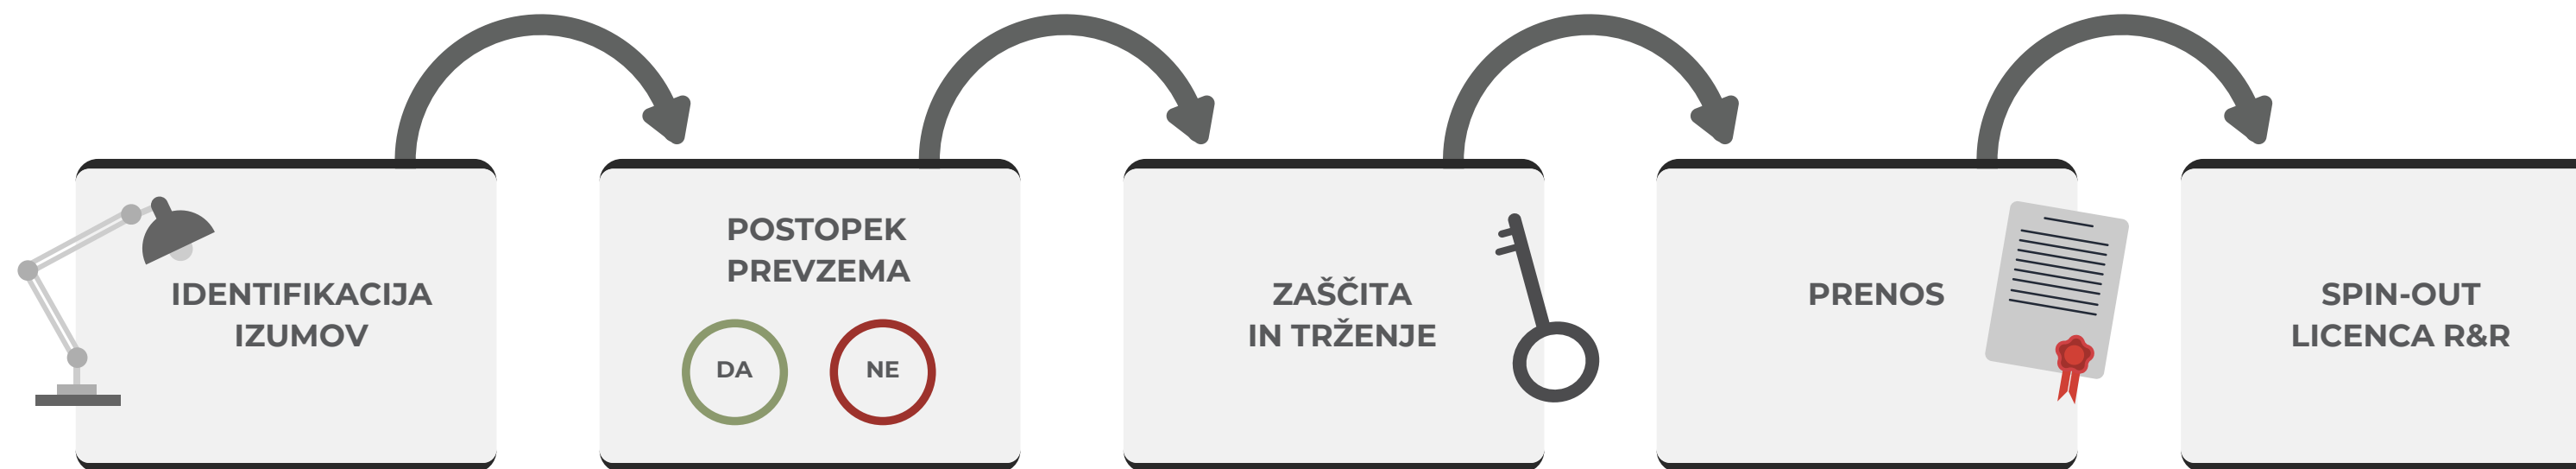 IDENTIFIKACIJA
IZUMOV
POSTOPEK
PREVZEMA
DA
NE
ZAŠČITA
IN TRŽENJE
PRENOS
SPIN-OUT
LICENCA R&R